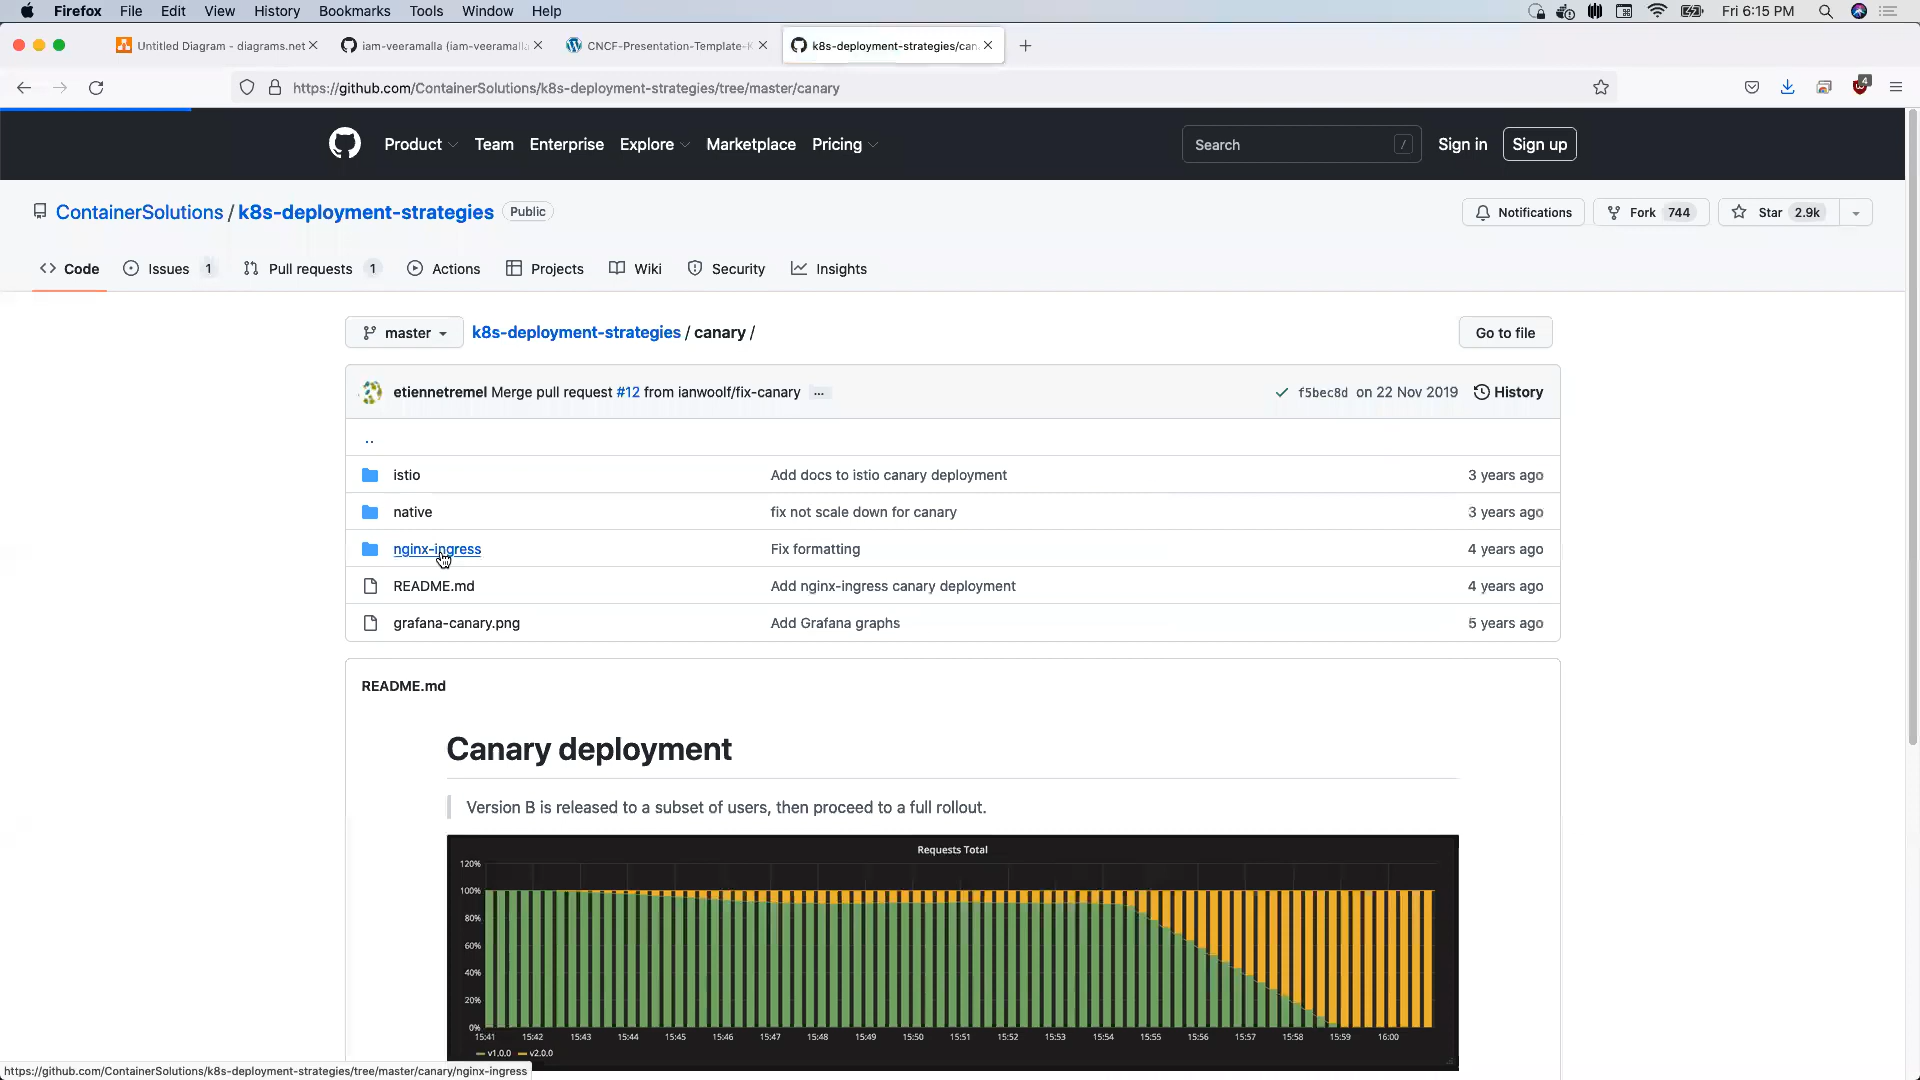 Firefox File Edit View History Bookmarks Tools Window Help Fri 6:15 PM
Untitled Diagram - diagrams.net
iam-veeramalla (iam-veeramalla
CNCF-Presentation-Template-K
k8s-deployment-strategies/can
https://github.com/ContainerSolutions/k8s-deployment-strategies/tree/master/canary
4
Product Team Enterprise Explore Marketplace Pricing Search / Sign in Sign up
ContainerSolutions / k8s-deployment-strategies Public
Notifications Fork 744 Star 2.9k
Code Issues 1 Pull requests 1 Actions Projects Wiki Security Insights
master k8s-deployment-strategies / canary / Go to file
etiennetremel Merge pull request #12 from ianwoolf/fix-canary ... f5bec8d on 22 Nov 2019 History
..
istio Add docs to istio canary deployment 3 years ago
native fix not scale down for canary 3 years ago
nginx-ingress Fix formatting 4 years ago
README.md Add nginx-ingress canary deployment 4 years ago
grafana-canary.png Add Grafana graphs 5 years ago
README.md
Canary deployment
Version B is released to a subset of users, then proceed to a full rollout.
Requests Total
120%
100%
80%
60%
40%
20%
0%
15:41 15:42 15:43 15:44 15:45 15:46 15:47 15:48 15:49 15:50 15:51 15:52 15:53 15:54 15:55 15:56 15:57 15:58 15:59 16:00
v1.0.0 v2.0.0
https://github.com/ContainerSolutions/k8s-deployment-strategies/tree/master/canary/nginx-ingress